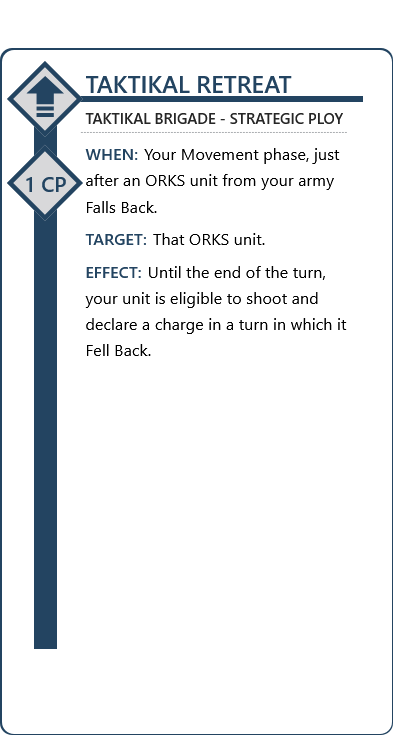 TAKTIKAL RETREAT
TAKTIKAL BRIGADE - STRATEGIC PLOY
WHEN: Your Movement phase, just
after an ORKS unit from your army
Falls Back.
1 CP
TARGET: That ORKS unit.
EFFECT: Until the end of the turn,
your unit is eligible to shoot and
declare a charge in a turn in which it
Fell Back.